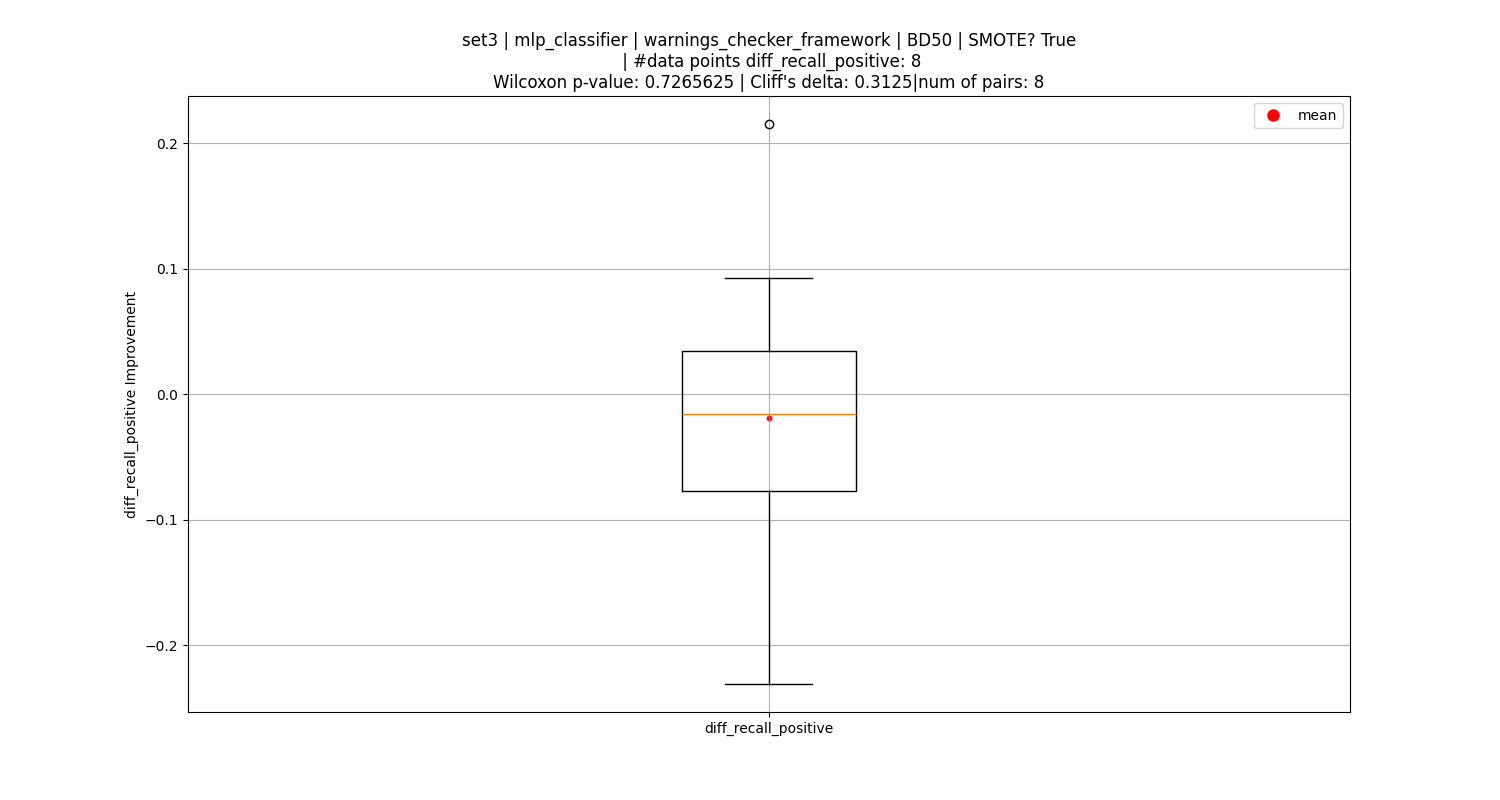 set3 | mlp_classifier | warnings_checker_framework | BD50 | SMOTE? True
| #data points diff_recall_positive: 8
Wilcoxon p-value: 0.7265625 | Cliff's delta: 0.3125|num of pairs: 8
mean
0.2
0.1
0.0
−0.1
−0.2
diff_recall_positive Improvement
diff_recall_positive